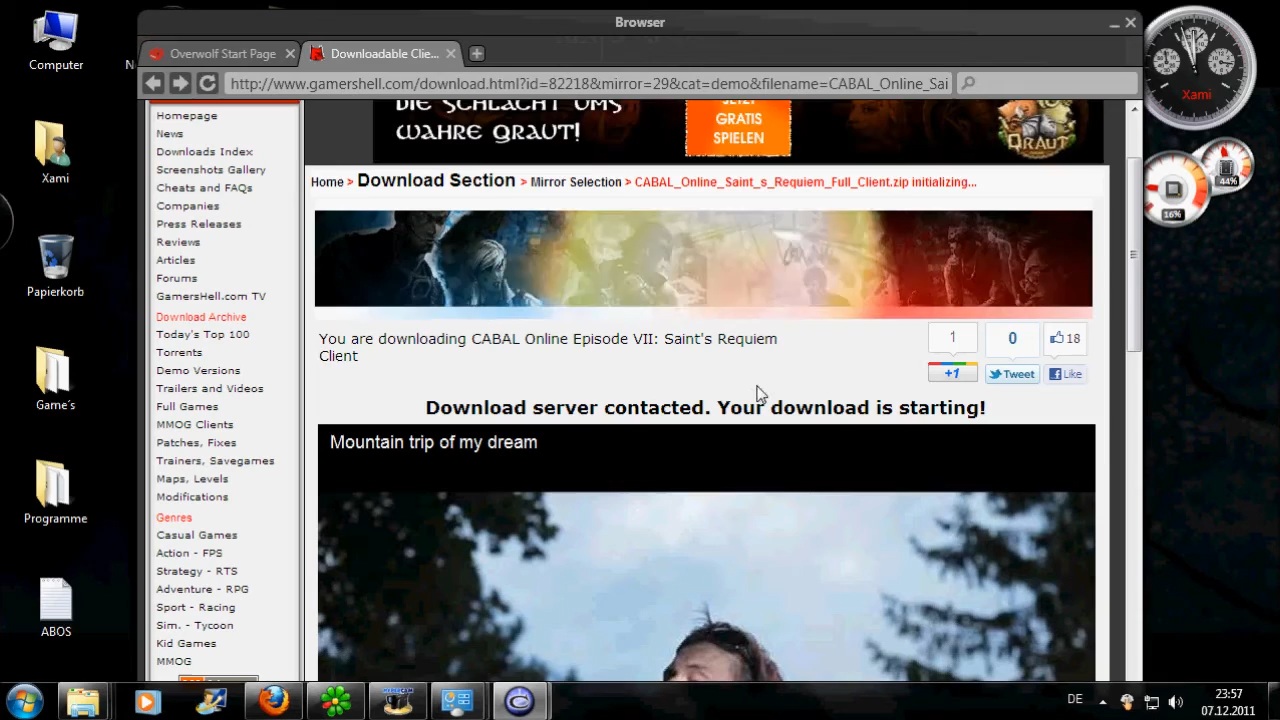 Browser
Overwolf Start Page
Downloadable Clie...
http://www.gamershell.com/download.html?id=82218&mirror=29&cat=demo&filename=CABAL_Online_Sai
Computer
N
Xami
Papierkorb
Game´s
Programme
ABOS
Homepage
News
Downloads Index
Screenshots Gallery
Cheats and FAQs
Companies
Press Releases
Reviews
Articles
Forums
GamersHell.com TV
Download Archive
Today's Top 100
Torrents
Demo Versions
Trailers and Videos
Full Games
MMOG Clients
Patches, Fixes
Trainers, Savegames
Maps, Levels
Modifications
Genres
Casual Games
Action - FPS
Strategy - RTS
Adventure - RPG
Sport - Racing
Sim. - Tycoon
Kid Games
MMOG
DIE SCHLACHT UMS
WAHRE QRAUT!
JETZT
GRATIS
SPIELEN
QRAUT
Home > Download Section > Mirror Selection > CABAL_Online_Saint_s_Requiem_Full_Client.zip initializing...
You are downloading CABAL Online Episode VII: Saint's Requiem
Client
1
0
18
+1
Tweet
Like
Download server contacted. Your download is starting!
Mountain trip of my dream
Xami
44%
16%
HYPERCAM
DE
23:57
07.12.2011